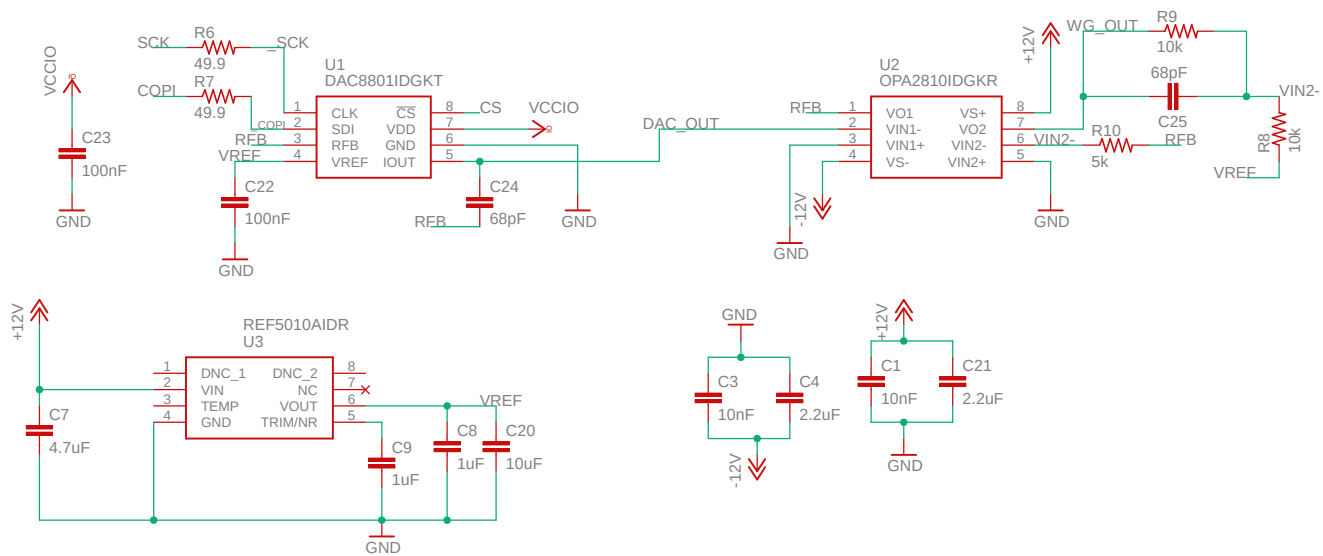 SCK
R6
49.9
_SCK
COPI
R7
49.9
_COPI
VCCIO
C23
100nF
GND
U1
DAC8801IDGKT
1
CLK
2
SDI
3
RFB
4
VREF
8
CS
7
VDD
6
GND
5
IOUT
RFB
VREF
CS
VCCIO
C22
100nF
GND
C24
68pF
RFB
GND
DAC_OUT
U2
OPA2810IDGKR
RFB
1
VO1
2
VIN1-
3
VIN1+
4
VS-
8
VS+
7
VO2
6
VIN2-
5
VIN2+
+12V
-12V
GND
GND
WG_OUT
R9
10k
68pF
C25
VIN2-
VIN2-
R10
5k
RFB
R8
10k
VREF
+12V
C7
4.7uF
REF5010AIDR
U3
1
DNC_1
2
VIN
3
TEMP
4
GND
8
DNC_2
7
NC
6
VOUT
5
TRIM/NR
VREF
C9
1uF
C8
1uF
C20
10uF
GND
GND
C3
10nF
C4
2.2uF
-12V
+12V
C1
10nF
C21
2.2uF
GND